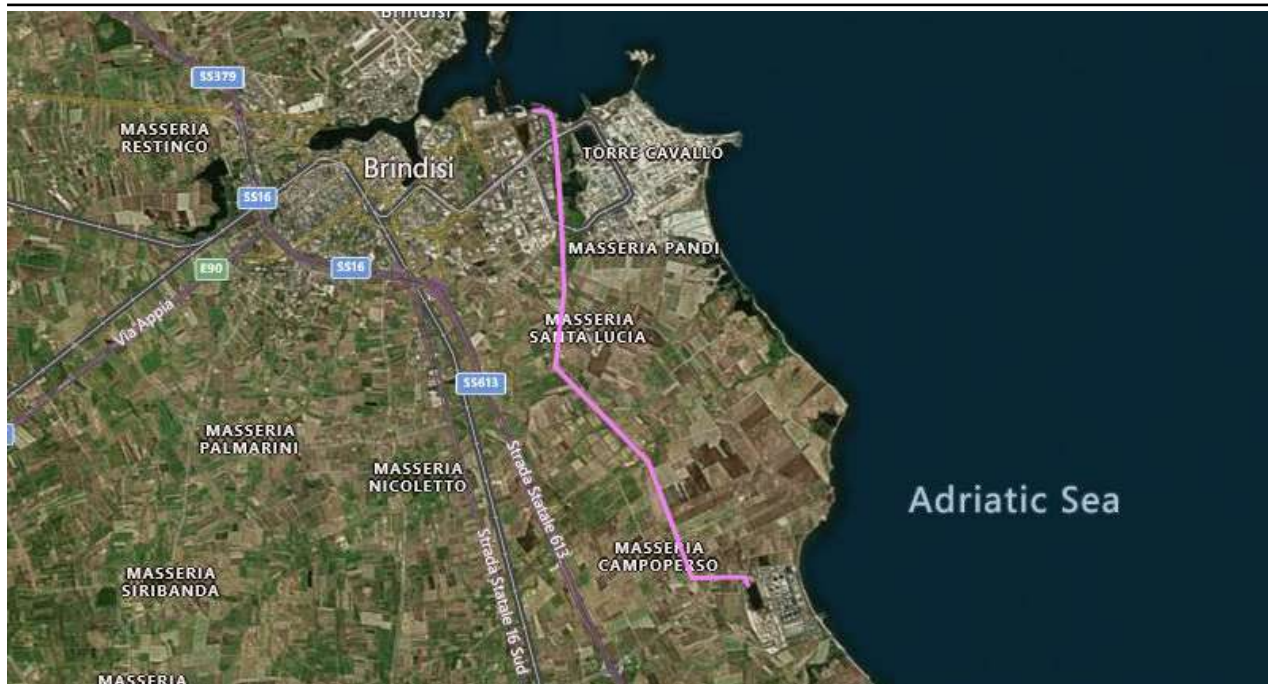 Brindisi
SS379
MASSERIA
RESTINCO
TORRE CAVALLO
Brindisi
SS16
MASSERIA PANDI
E90
SS16
Via Appia
MASSERIA
SANTA LUCIA
SS613
MASSERIA
PALMARINI
MASSERIA
NICOLETTO
Strada Statale 613
Adriatic Sea
Strada Statale 16 Sud
MASSERIA
CAMPOPERSO
MASSERIA
SIRIBANDA
MASSERIA